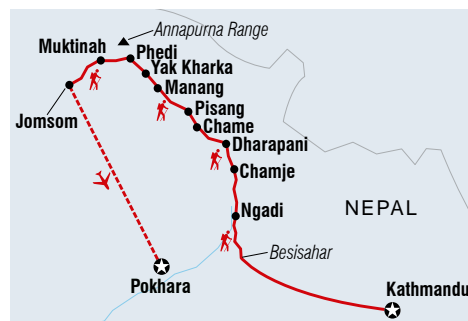 Annapurna Range
Muktinah
Phedi
Yak Kharka
Manang
Jomsom
Pisang
Chame
Dharapani
Chamje
Ngadi
NEPAL
Besisahar
Pokhara
Kathmandu